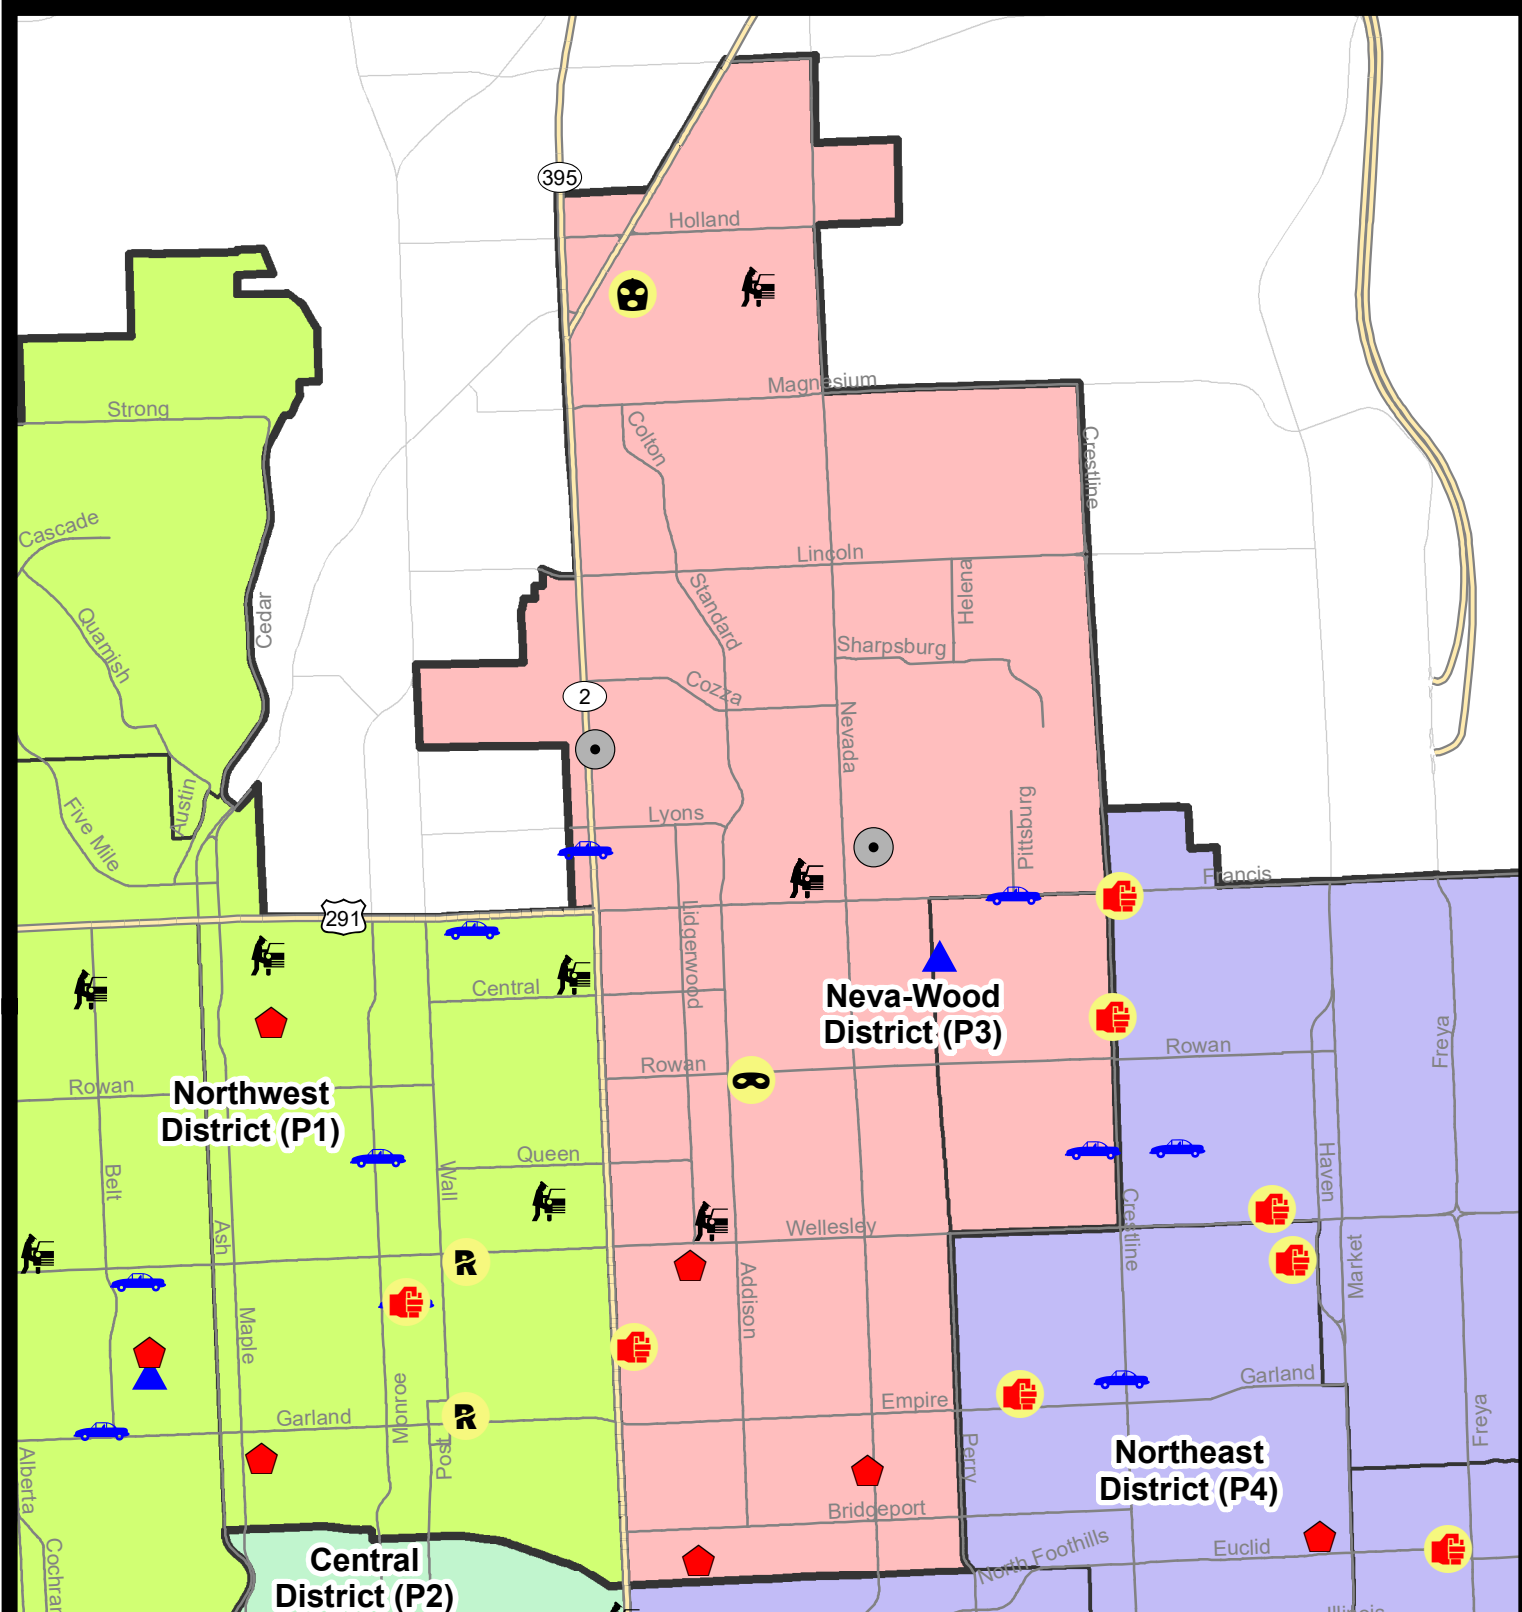 395
Holland
Magnesium
Strong
Colton
Crestline
Cascade
Lincoln
Helena
Standard
Cedar
Quamish
Sharpsburg
Cozza
2
Nevada
Austin
Pittsburg
Lyons
Five Mile
Francis
291
Lidgerwood
Central
Neva-Wood
District (P3)
Freya
Rowan
Rowan
Rowan
Northwest
District (P1)
Queen
Belt
Wall
Haven
Crestline
Wellesley
Ash
Market
Addison
Maple
Garland
Monroe
Empire
Garland
Freya
Post
Perry
Northeast
District (P4)
Alberta
Bridgeport
North Foothills
Euclid
Central
District (P2)